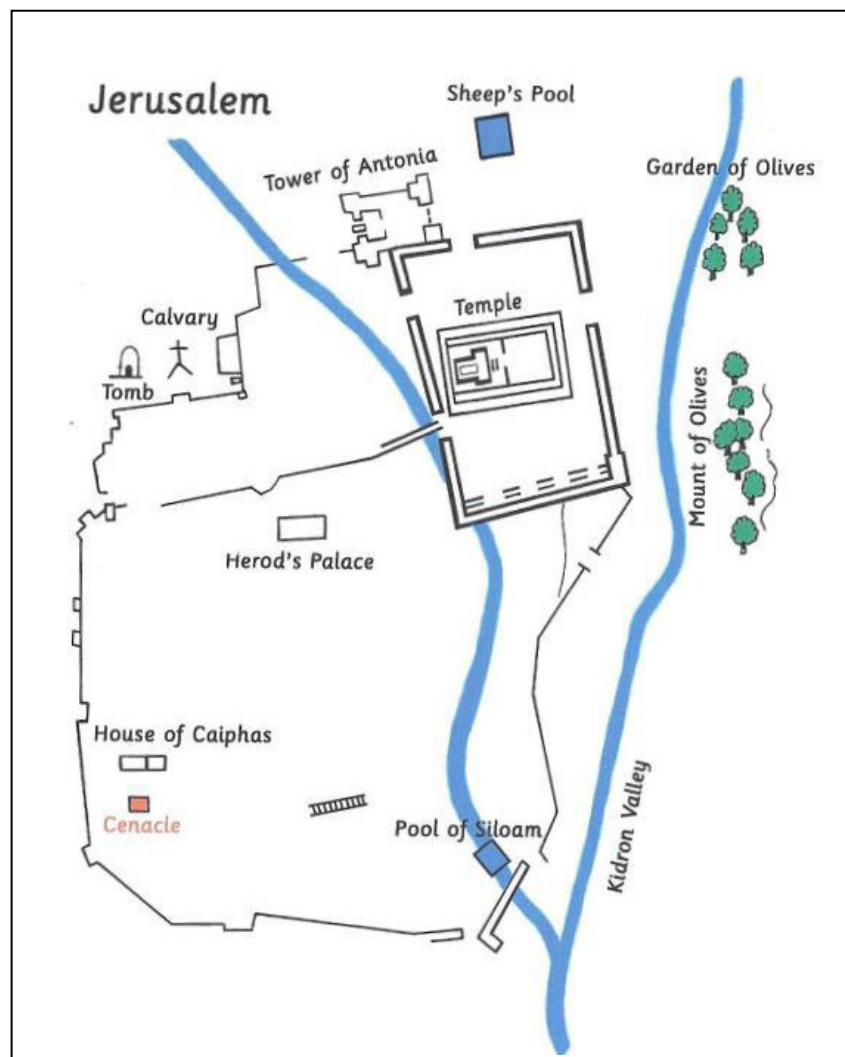 Jerusalem
Sheep's Pool
Tower of Antonia
Garden of Olives
Temple
Calvary
Tomb
Mount of Olives
Herod's Palace
House of Caiphas
Cenacle
Pool of Siloam
Kidron Valley